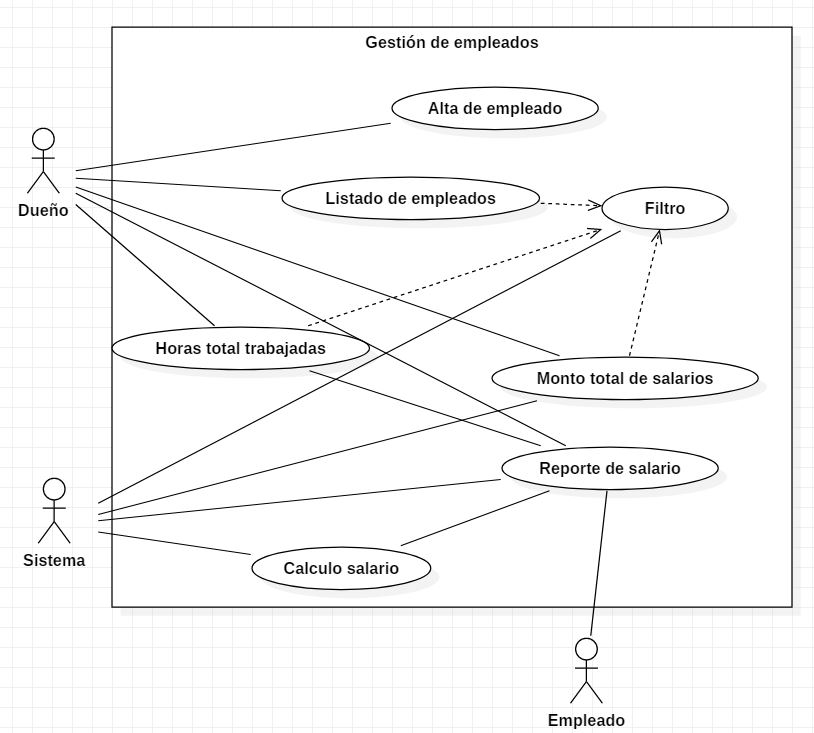 Gestión de empleados
Alta de empleado
Dueño
Listado de empleados
Filtro
Horas total trabajadas
Monto total de salarios
Reporte de salario
Sistema
Calculo salario
Empleado